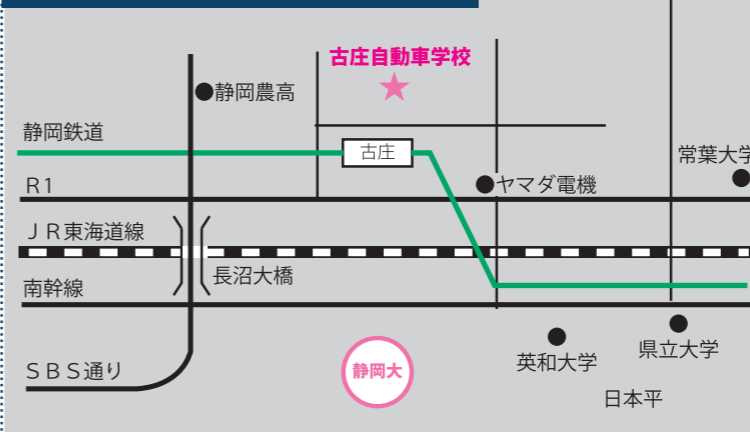 古庄自動車学校
静岡農高
静岡鉄道
古庄
常葉大学
R1
ヤマダ電機
JR東海道線
長沼大橋
南幹線
県立大学
英和大学
静岡大
SBS通り
日本平